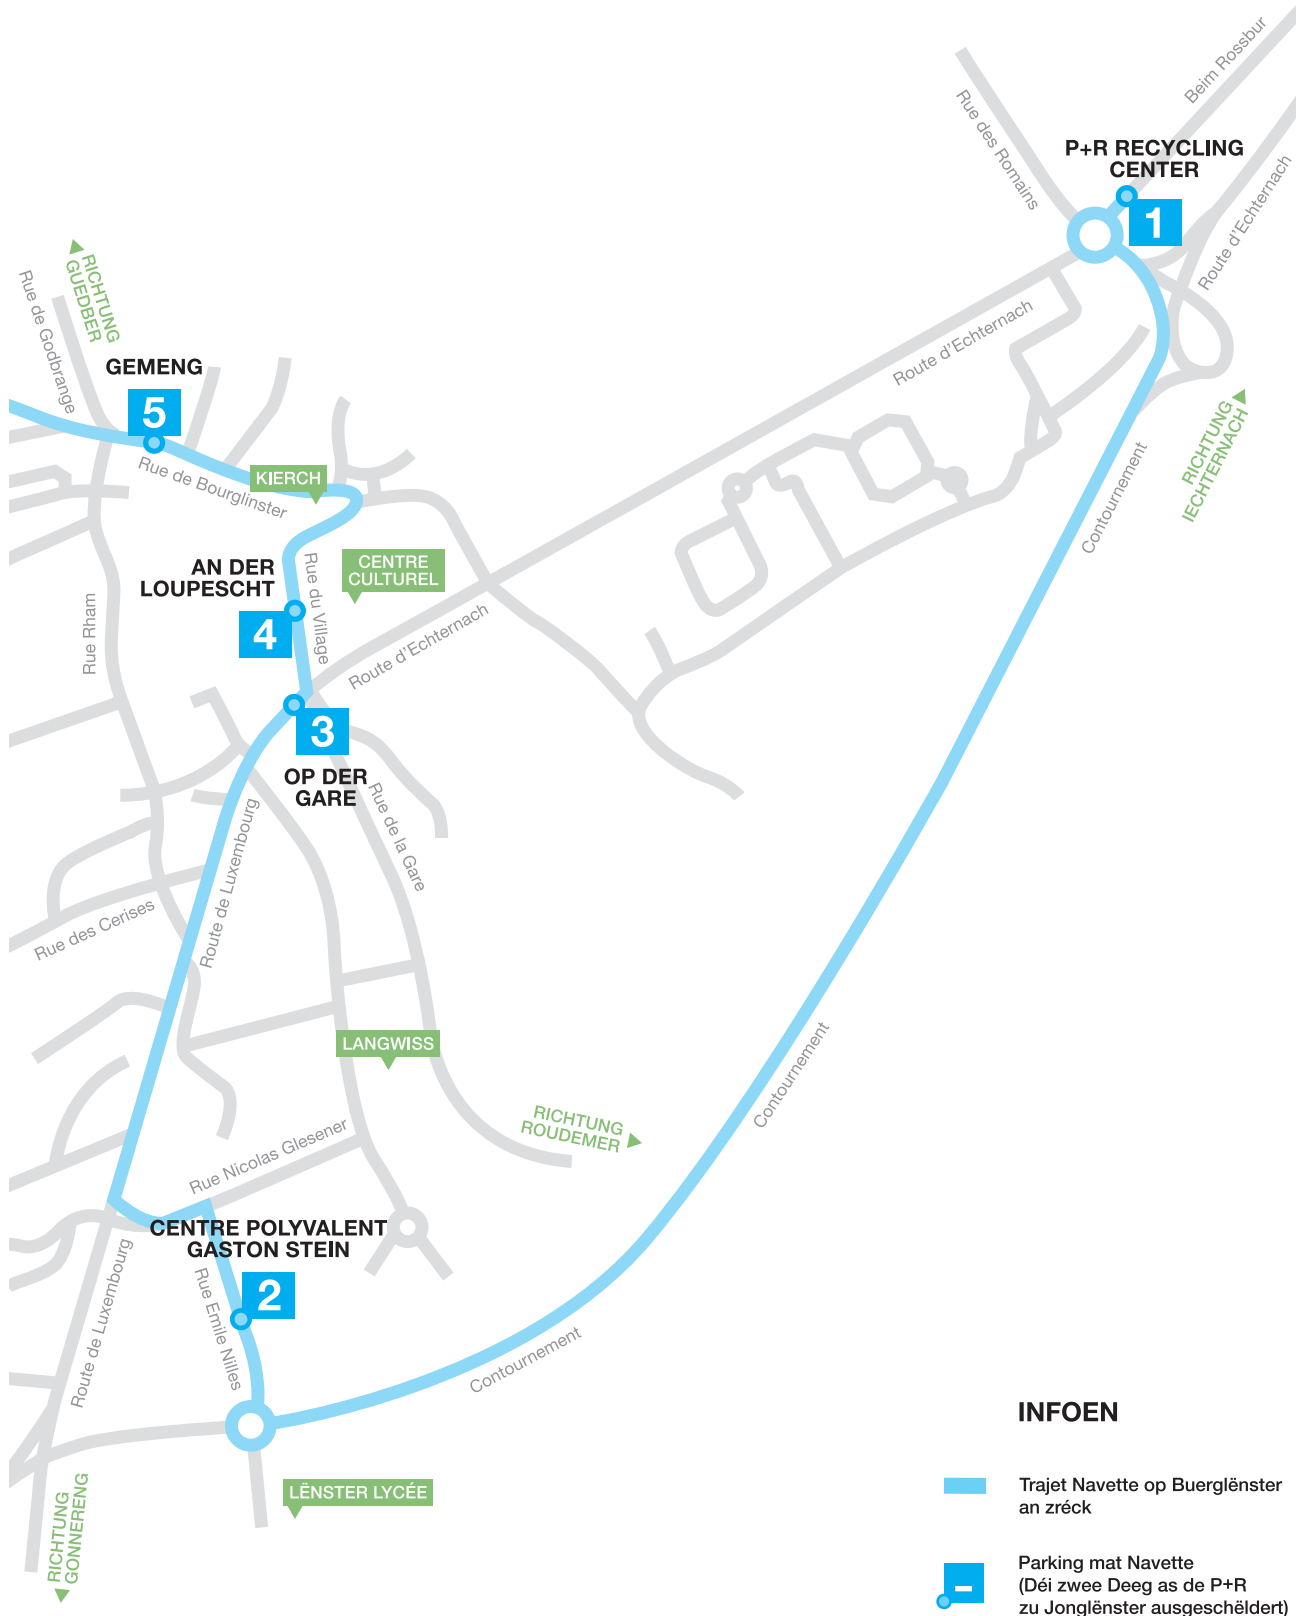 Beim Rossbur
Rue des Romains
P+R RECYCLING
CENTER
1
Route d'Echternach
RICHTUNG
GUEDBER
Rue de Godbrange
Route d'Echternach
GEMENG
5
RICHTUNG
IECHTERNACH
Rue de Bourglinster
KIERCH
Contournement
AN DER
LOUPESCHT
4
Rue du Village
CENTRE
CULTUREL
Rue Rham
Route d'Echternach
3
OP DER
GARE
Rue de la Gare
Route de Luxembourg
Rue des Cerises
LANGWISS
Contournement
RICHTUNG
ROUDEMER
Rue Nicolas Glesener
CENTRE POLYVALENT
GASTON STEIN
2
Rue Emile Nilles
Route de Luxembourg
Contournement
LËNSTER LYCÉE
RICHTUNG
GONNERENG
INFOEN
Trajet Navette op Buerglënster
an zréck
Parking mat Navette
(Déi zwee Deeg as de P+R
zu Jonglënster ausgeschëldert)